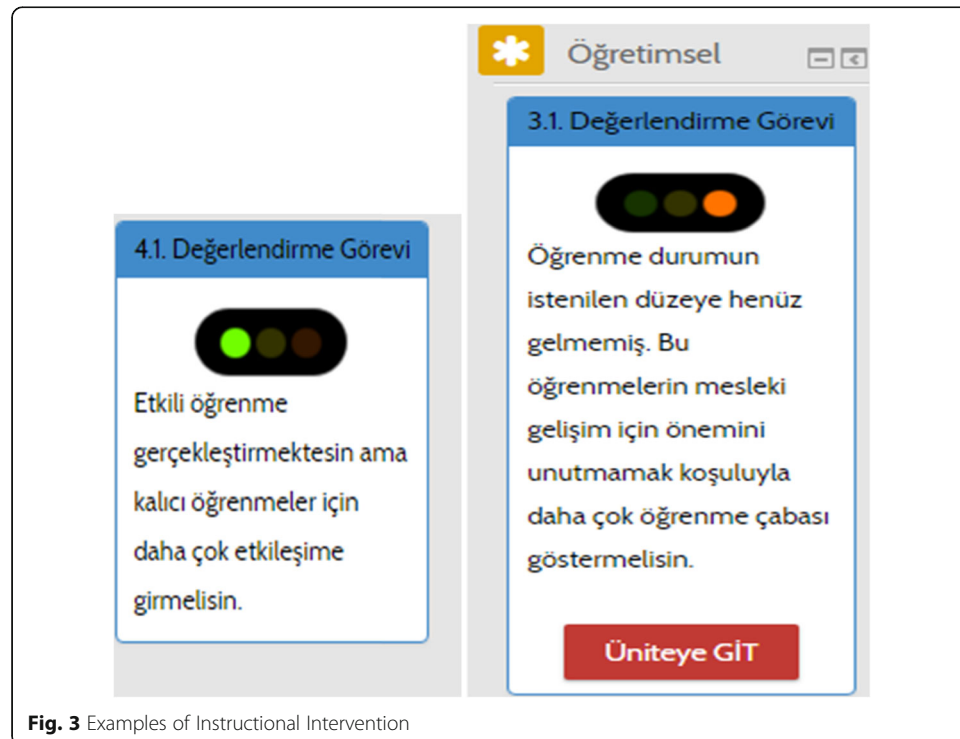 4.1. Değerlendirme Görevi
Etkili öğrenme
gerçekleştirmektesin ama
kalıcı öğrenmeler için
daha çok etkileşime
girmelisin.
Öğretimsel
3.1. Değerlendirme Görevi
Öğrenme durumun
istenilen düzeye henüz
gelmemiş. Bu
öğrenmelerin mesleki
gelişim için önemini
unutmamak koşuluyla
daha çok öğrenme çabası
göstermelisin.
Üniteye GİT
Fig. 3 Examples of Instructional Intervention